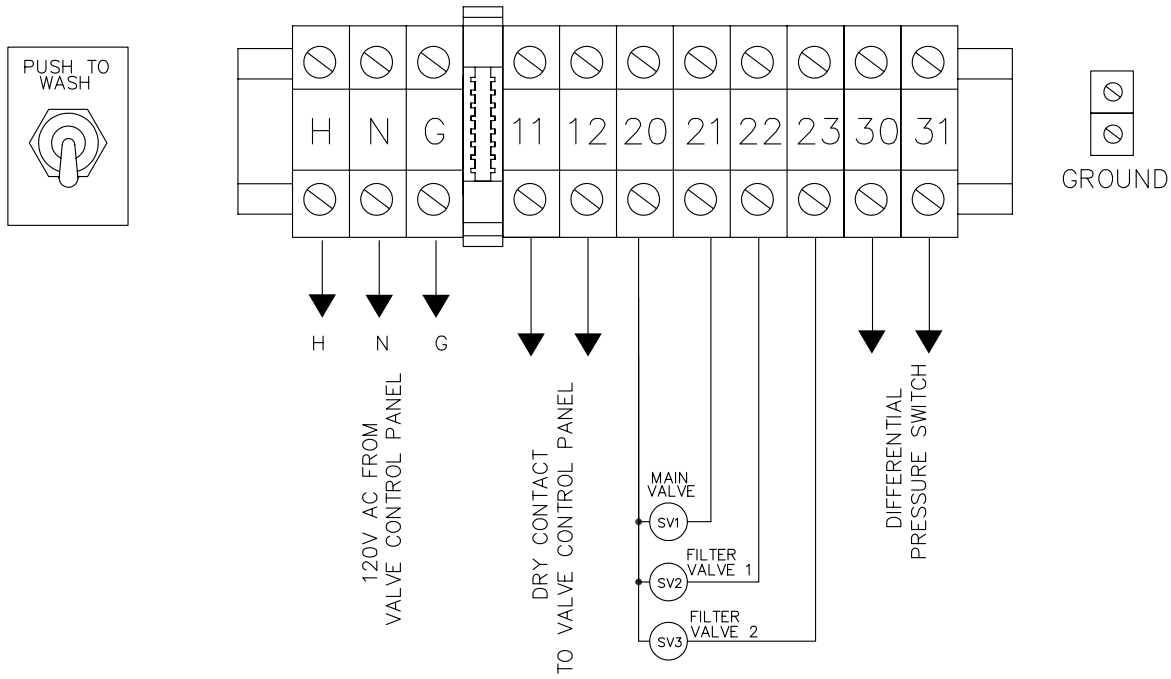 PUSH TO
WASH
H N G 11 12 20 21 22 23 30 31
GROUND
H N G
120V AC FROM
VALVE CONTROL PANEL
DRY CONTACT
TO VALVE CONTROL PANEL
MAIN
VALVE
SV1
FILTER
VALVE 1
SV2
FILTER
VALVE 2
SV3
DIFFERENTIAL
PRESSURE SWITCH